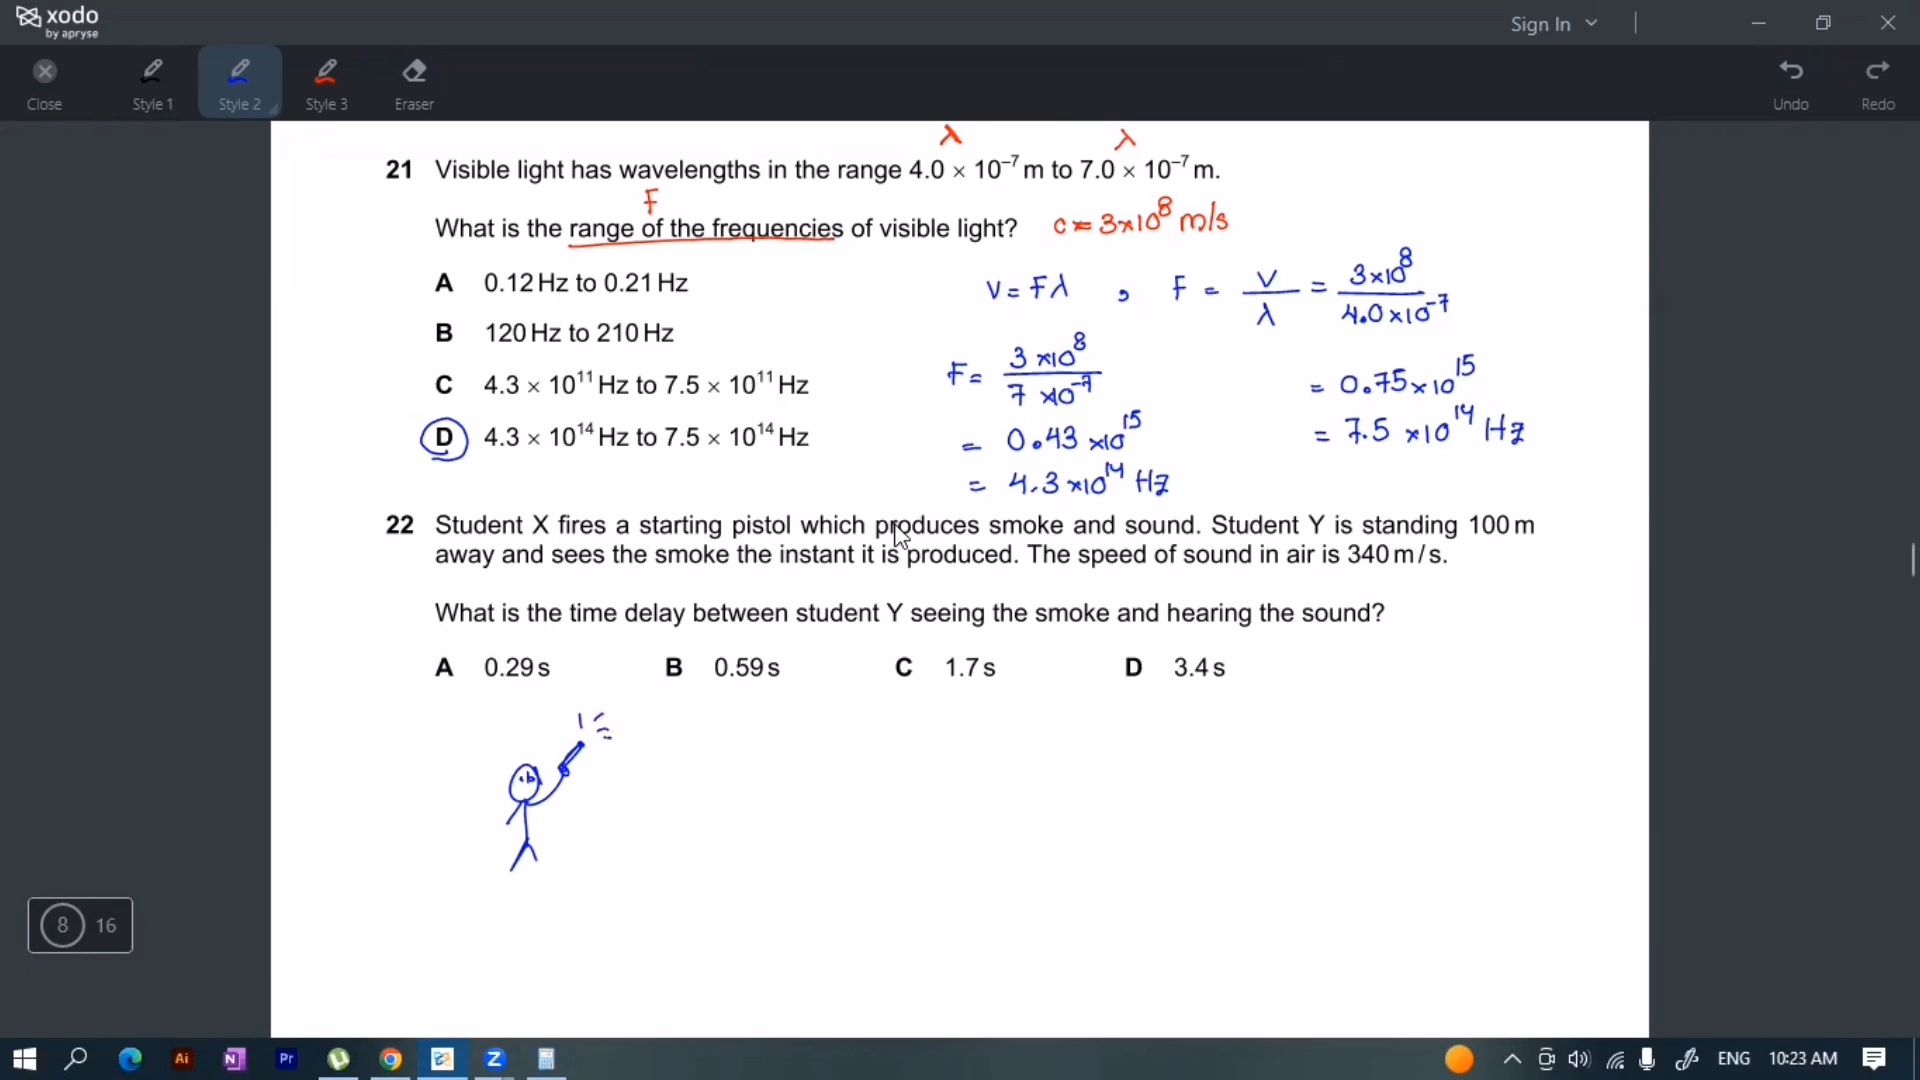 xodo
by apryse
Sign In
Close
Style 1
Style 2
Style 3
Eraser
Undo
Redo
λ λ
21 Visible light has wavelengths in the range 4.0 × 10⁻⁷ m to 7.0 × 10⁻⁷ m.
F
What is the range of the frequencies of visible light? c = 3×10⁸ m/s
A 0.12 Hz to 0.21 Hz
V = Fλ , F = V/λ = 3×10⁸/4.0×10⁻⁷
B 120 Hz to 210 Hz
F = 3×10⁸/7×10⁻⁷
C 4.3 × 10¹¹ Hz to 7.5 × 10¹¹ Hz
= 0.75×10¹⁵
D 4.3 × 10¹⁴ Hz to 7.5 × 10¹⁴ Hz
= 0.43×10¹⁵
= 7.5×10¹⁴ Hz
= 4.3×10¹⁴ Hz
22 Student X fires a starting pistol which produces smoke and sound. Student Y is standing 100 m
away and sees the smoke the instant it is produced. The speed of sound in air is 340 m / s.
What is the time delay between student Y seeing the smoke and hearing the sound?
A 0.29 s B 0.59 s C 1.7 s D 3.4 s
8 16
Ai
N
Pr
Z
ENG
10:23 AM